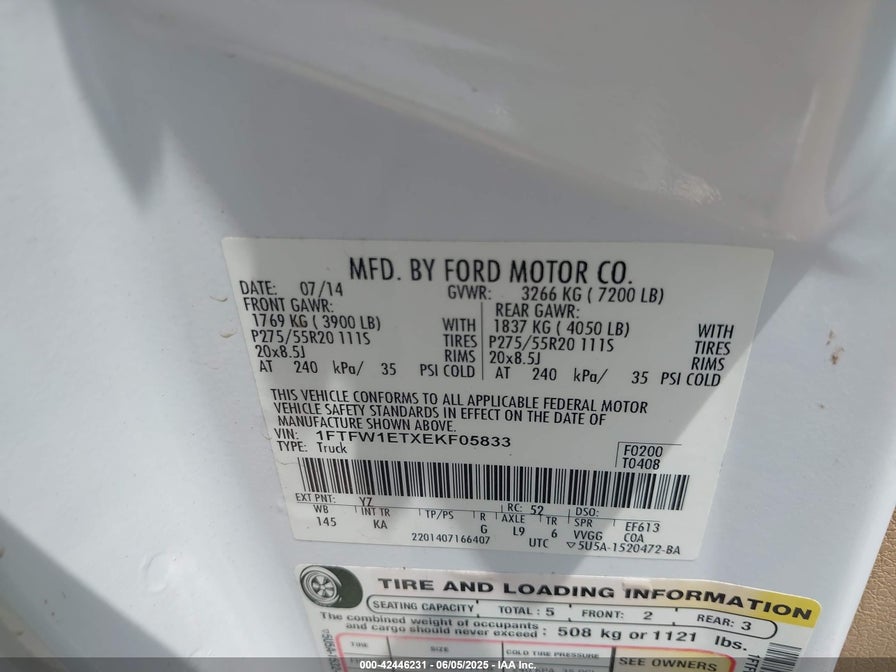 MFD. BY FORD MOTOR CO.
DATE: 07/14 GVWR: 3266 KG ( 7200 LB)
FRONT GAWR: REAR GAWR:
1769 KG ( 3900 LB) WITH 1837 KG ( 4050 LB) WITH
P275/55R20 111S TIRES P275/55R20 111S TIRES
20x8.5J RIMS 20x8.5J RIMS
AT 240 kPa/ 35 PSI COLD AT 240 kPa/ 35 PSI COLD
THIS VEHICLE CONFORMS TO ALL APPLICABLE FEDERAL MOTOR
VEHICLE SAFETY STANDARDS IN EFFECT ON THE DATE OF
MANUFACTURE SHOWN ABOVE.
VIN: 1FTFW1ETXEKF05833
TYPE: Truck
F0200
T0408
EXT PNT: YZ RC: 52 DSO:
WB INT TR TP/PS R AXLE TR SPR EF613
145 KA G L9 6 VVGG COA
2201407166407 UTC ▽5U5A-1520472-BA
TIRE AND LOADING INFORMATION
SEATING CAPACITY TOTAL : 5 FRONT: 2 REAR: 3
The combined weight of occupants
and cargo should never exceed : 508 kg or 1121 lbs.
TIRE SIZE COLD TIRE PRESSURE SEE OWNERS
000-42446231 - 06/05/2025 - IAA Inc.